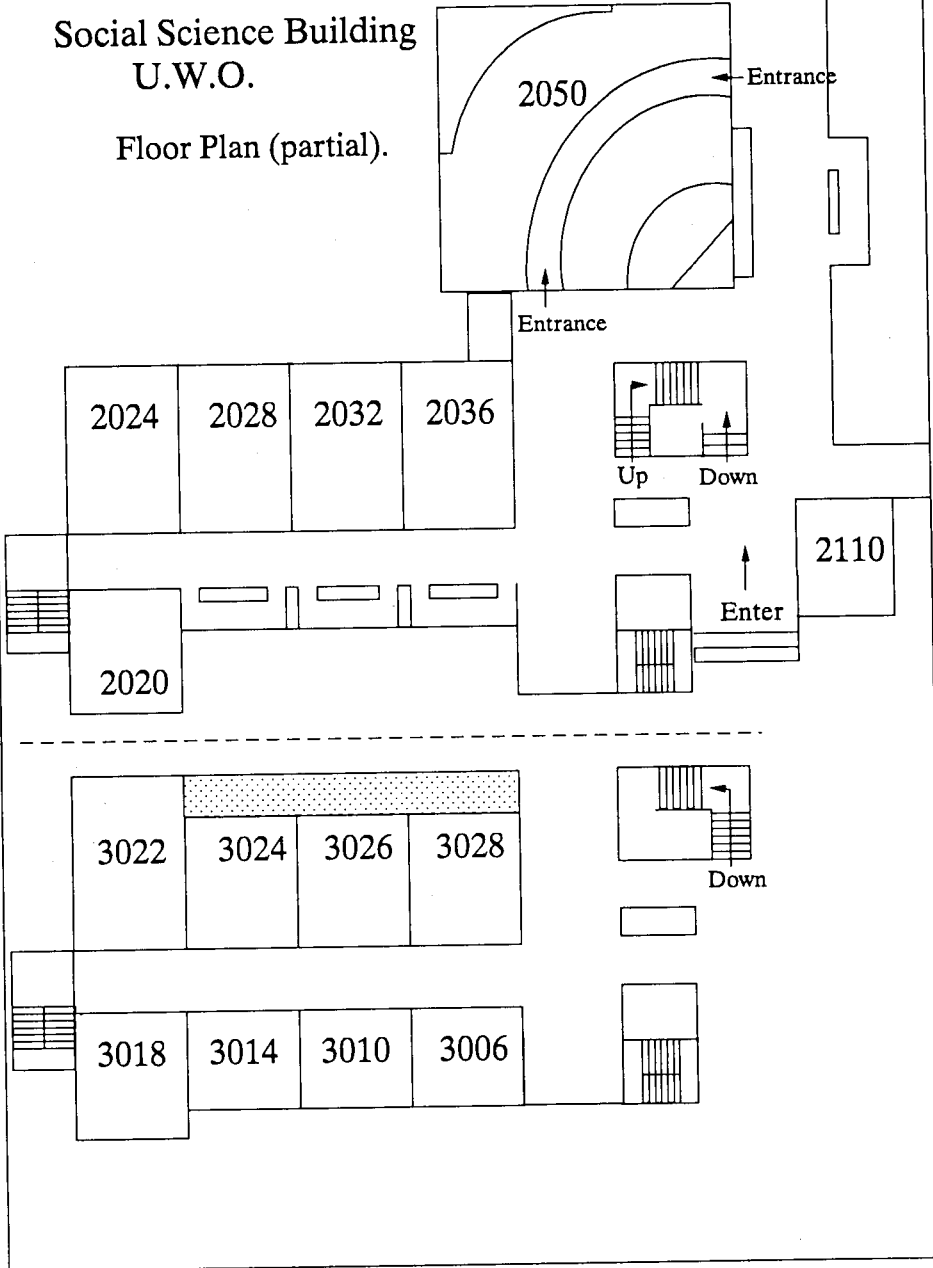 Social Science Building
U.W.O.
Floor Plan (partial).
2050
Entrance
Entrance
2024
2028
2032
2036
Up
Down
2110
Enter
2020
3022
3024
3026
3028
Down
3018
3014
3010
3006